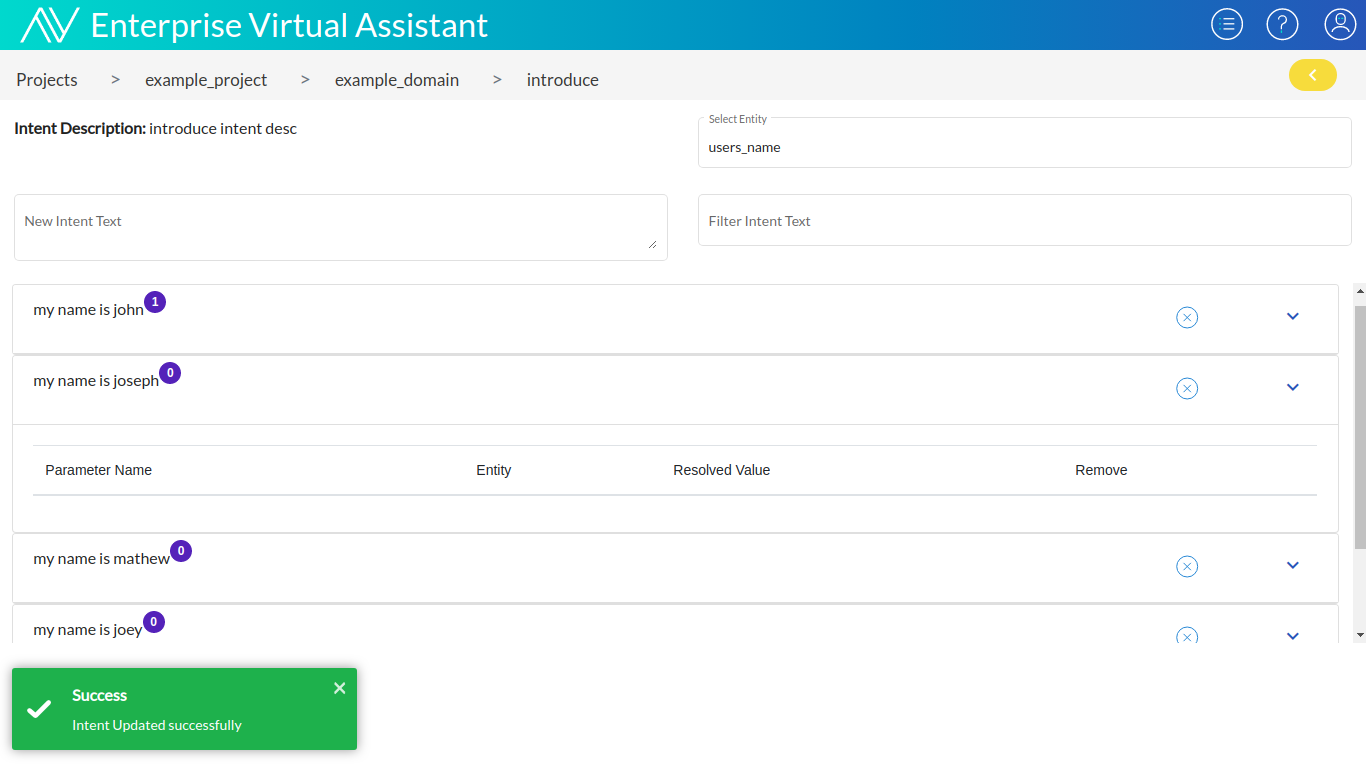 Enterprise Virtual Assistant
?
Projects > example_project > example_domain > introduce
Intent Description: introduce intent desc
Select Entity
users_name
New Intent Text
Filter Intent Text
my name is john 1
my name is joseph 0
Parameter Name Entity Resolved Value Remove
my name is mathew 0
my name is joey 0
Success
Intent Updated successfully